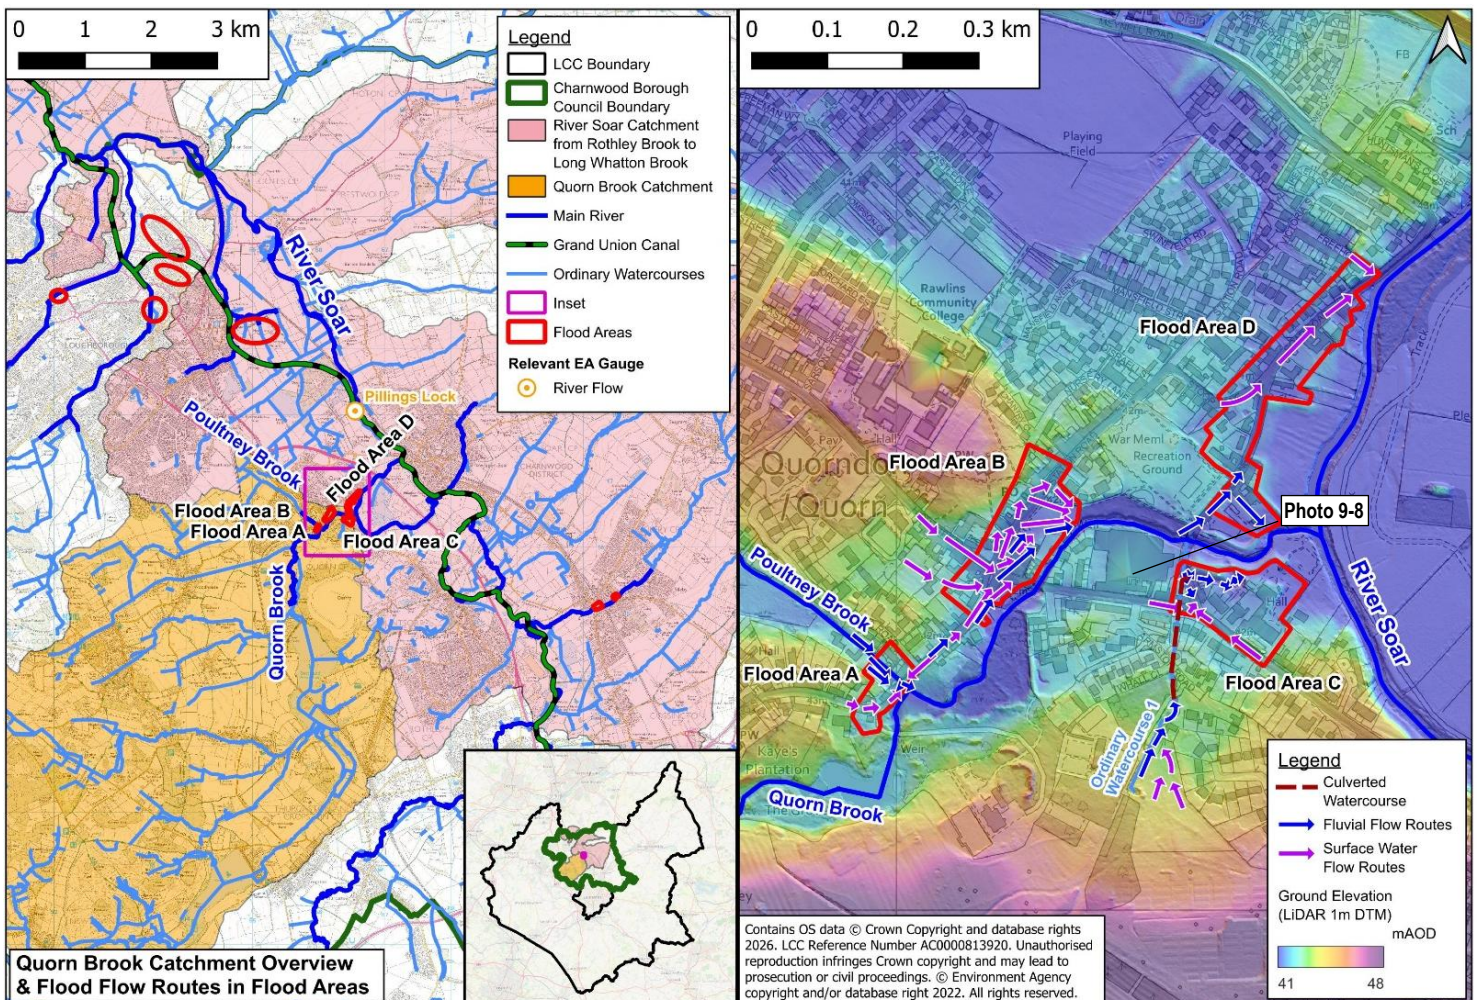 0 1 2 3 km
Legend
LCC Boundary
Charnwood Borough
Council Boundary
River Soar Catchment
from Rothley Brook to
Long Whatton Brook
Quorn Brook Catchment
Main River
Grand Union Canal
Ordinary Watercourses
Inset
Flood Areas
Relevant EA Gauge
River Flow
River Soar
Pillings Lock
Poultney Brook
Flood Area D
Flood Area B
Flood Area A
Flood Area C
Quorn Brook
Quorn Brook Catchment Overview
& Flood Flow Routes in Flood Areas
0 0.1 0.2 0.3 km
FB
Sch
Playing
Field
Rawlins
Community
College
Flood Area D
War Meml
Recreation
Ground
Hall
Flood Area B
Photo 9-8
Poultney Brook
River Soar
Hall
Hall
Flood Area A
Flood Area C
PW
Kaye's
Plantation
Weir
Ordinary
Watercourse 1
Quorn Brook
Track
Legend
Culverted
Watercourse
Fluvial Flow Routes
Surface Water
Flow Routes
Ground Elevation
(LiDAR 1m DTM)
mAOD
41 48
Contains OS data © Crown Copyright and database rights
2026. LCC Reference Number AC0000813920. Unauthorised
reproduction infringes Crown copyright and may lead to
prosecution or civil proceedings. © Environment Agency
copyright and/or database right 2022. All rights reserved.